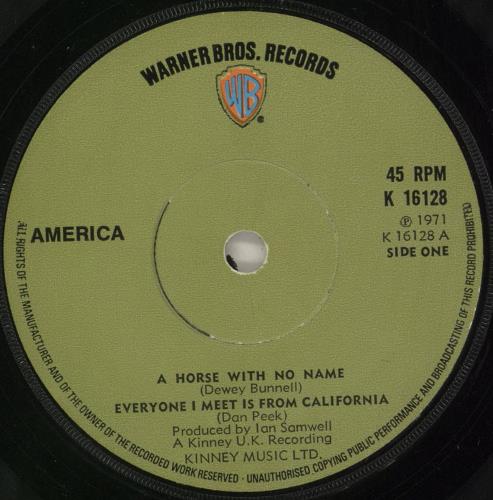 WARNER BROS. RECORDS
WB
®
45 RPM
K 16128
℗ 1971
K 16128 A
SIDE ONE
AMERICA
A HORSE WITH NO NAME
(Dewey Bunnell)
EVERYONE I MEET IS FROM CALIFORNIA
(Dan Peek)
Produced by Ian Samwell
A Kinney U.K. Recording
KINNEY MUSIC LTD.
ALL RIGHTS OF THE MANUFACTURER AND OF THE OWNER OF THE RECORDED WORK RESERVED · UNAUTHORISED COPYING PUBLIC PERFORMANCE AND BROADCASTING OF THIS RECORD PROHIBITED